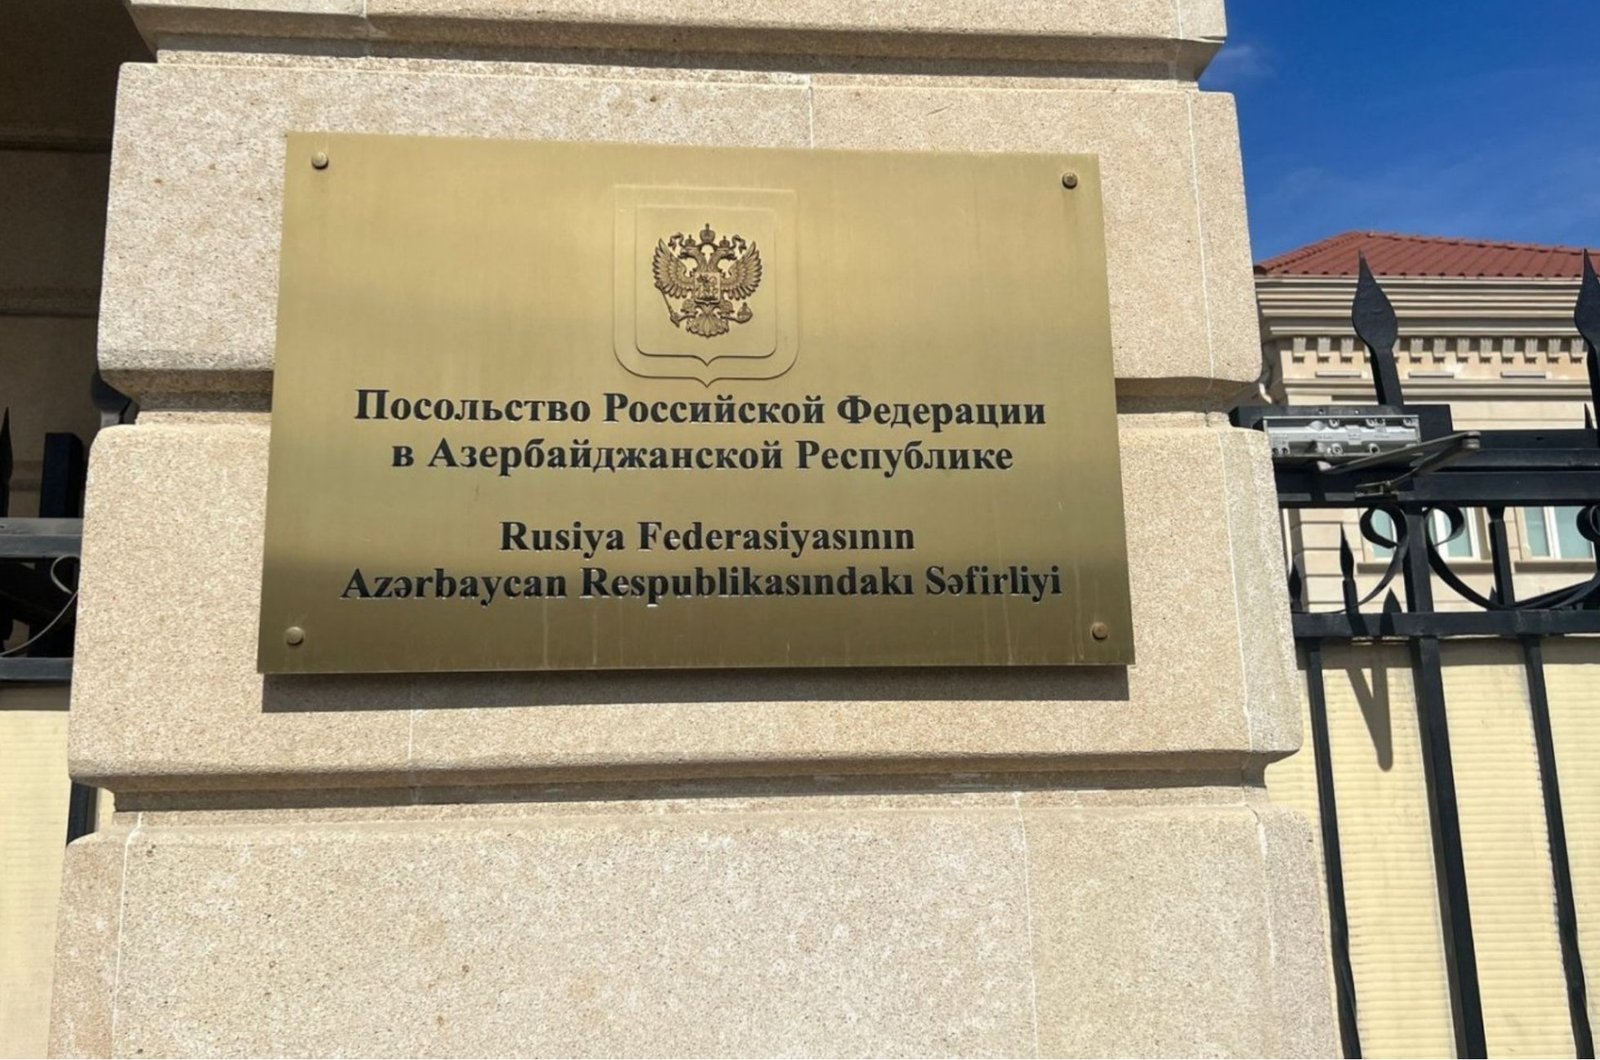 Посольство Российской Федерации
в Азербайджанской Республике
Rusiya Federasiyasının
Azərbaycan Respublikasındakı Səfirliyi